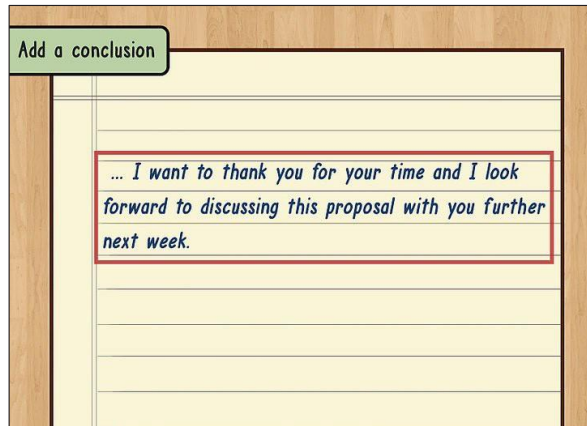 Add a conclusion
... I want to thank you for your time and I look
forward to discussing this proposal with you further
next week.